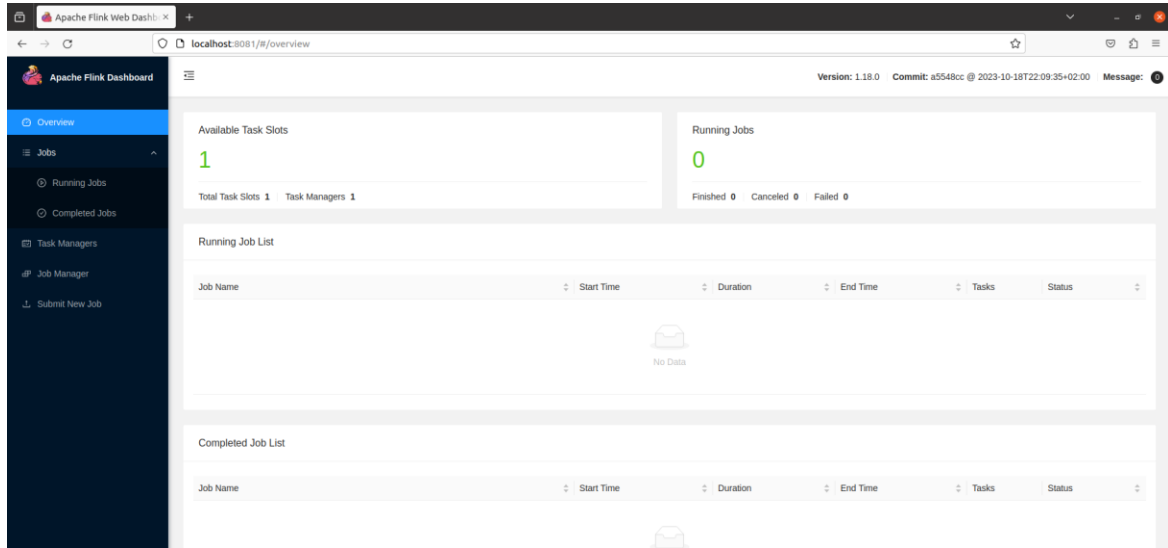 Apache Flink Web Dashb
localhost:8081/#/overview
Apache Flink Dashboard
Version: 1.18.0 Commit: a5548cc @ 2023-10-18T22:09:35+02:00 Message: 0
Overview
Jobs
Running Jobs
Completed Jobs
Task Managers
Job Manager
Submit New Job
Available Task Slots
1
Total Task Slots 1 Task Managers 1
Running Jobs
0
Finished 0 Canceled 0 Failed 0
Running Job List
Job Name Start Time Duration End Time Tasks Status
No Data
Completed Job List
Job Name Start Time Duration End Time Tasks Status